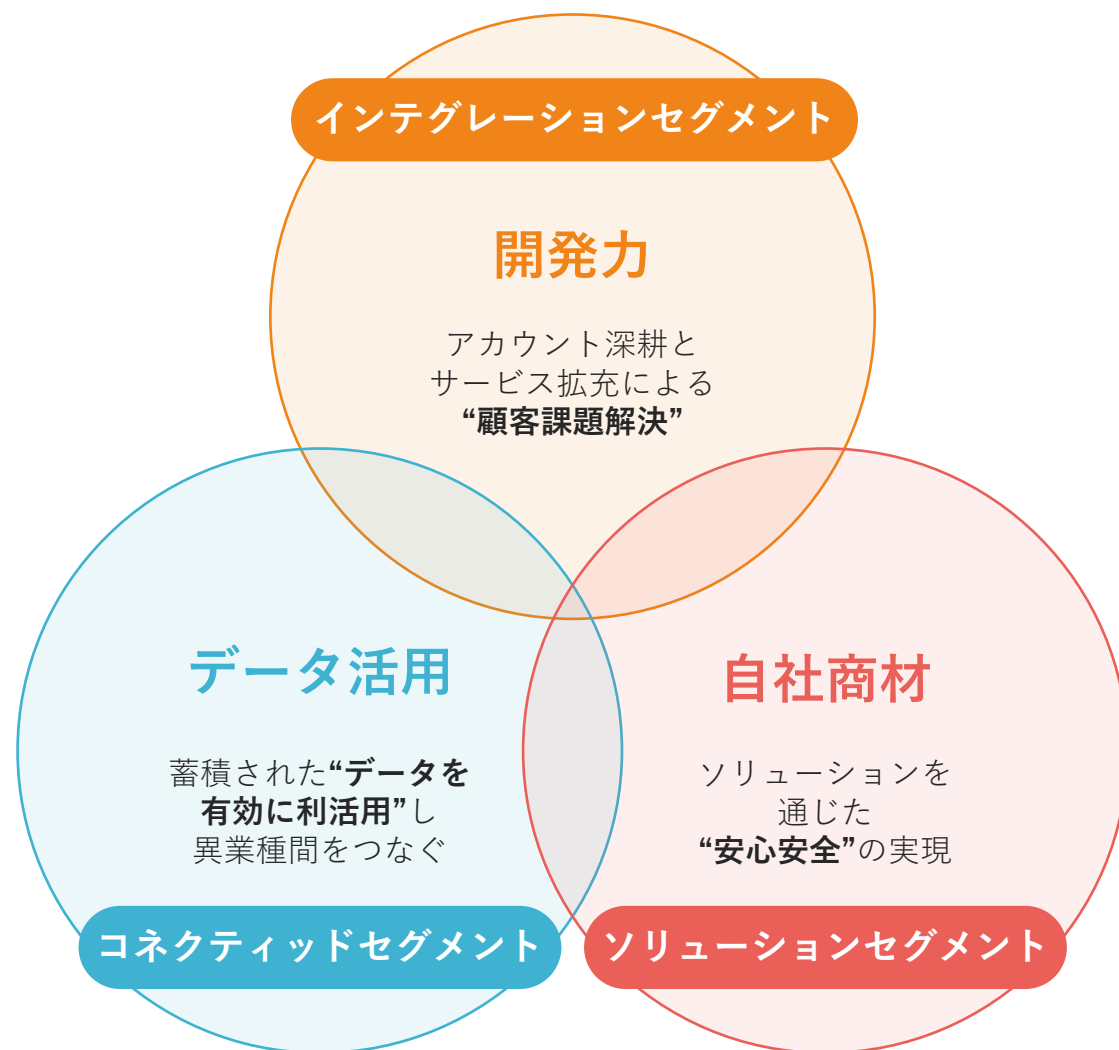 インテグレーションセグメント
開発力
アカウント深耕と
サービス拡充による
“顧客課題解決”
データ活用
蓄積された“データを
有効に利活用”し
異業種間をつなぐ
コネクティッドセグメント
自社商材
ソリューションを
通じた
“安心安全”の実現
ソリューションセグメント